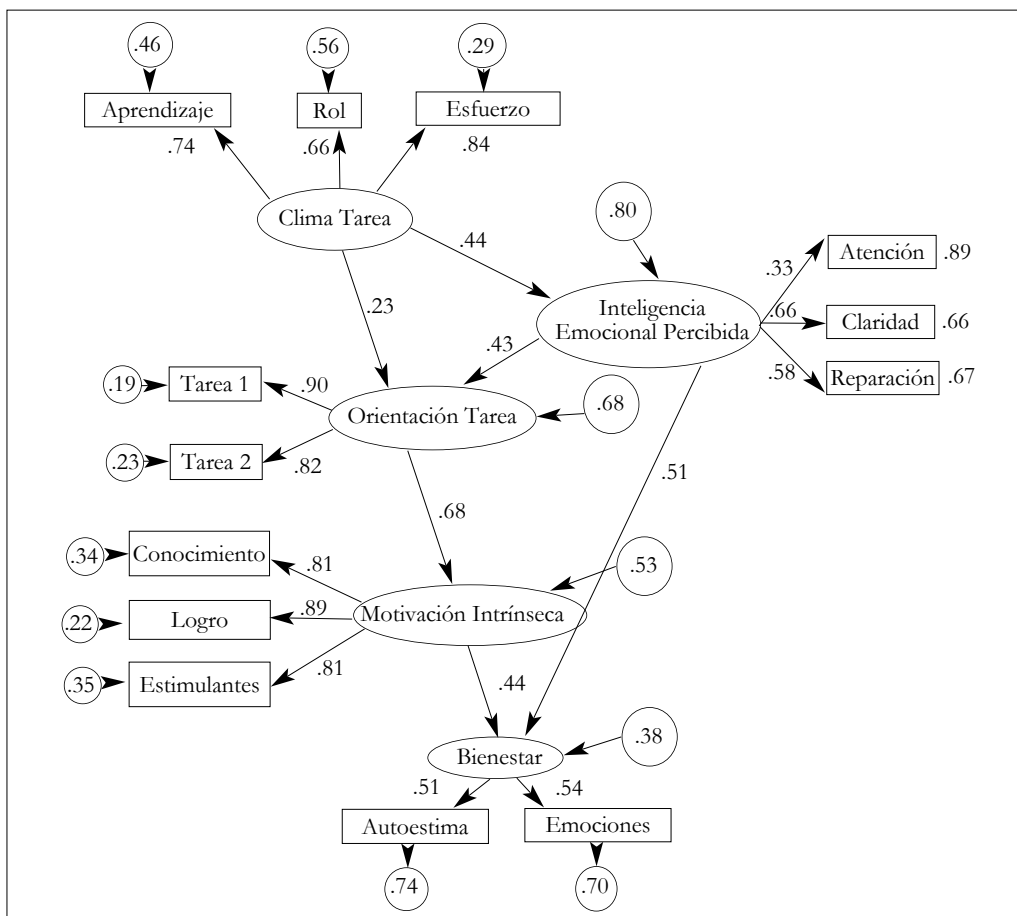 .46
.56
.29
Aprendizaje
Rol
Esfuerzo
.74
.66
.84
Clima Tarea
.80
.44
.33
Atención
.89
.23
Inteligencia
Emocional Percibida
.66
Claridad
.66
.43
.58
Reparación
.67
.19
Tarea 1
.90
Orientación Tarea
.68
.23
Tarea 2
.82
.51
.68
.34
Conocimiento
.81
.53
.22
Logro
.89
Motivación Intrínseca
.35
Estimulantes
.81
.44
.38
Bienestar
.51
.54
Autoestima
Emociones
.74
.70